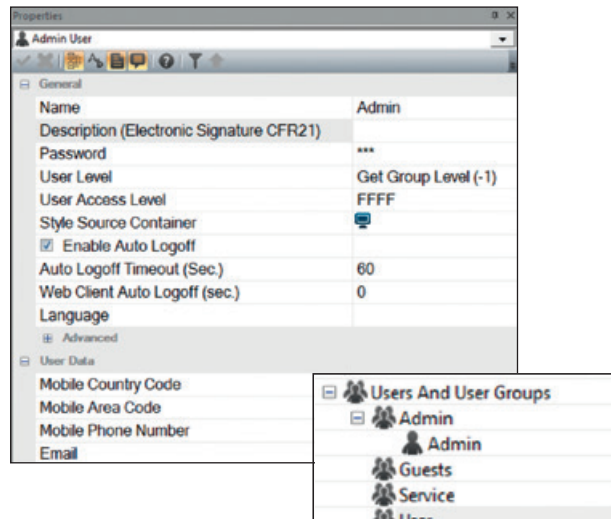 Properties
Admin User
General
Name Admin
Description (Electronic Signature CFR21)
Password ***
User Level Get Group Level (-1)
User Access Level FFFF
Style Source Container
Enable Auto Logoff
Auto Logoff Timeout (Sec.) 60
Web Client Auto Logoff (sec.) 0
Language
Advanced
User Data
Mobile Country Code
Mobile Area Code
Mobile Phone Number
Email
Users And User Groups
Admin
Admin
Guests
Service
User